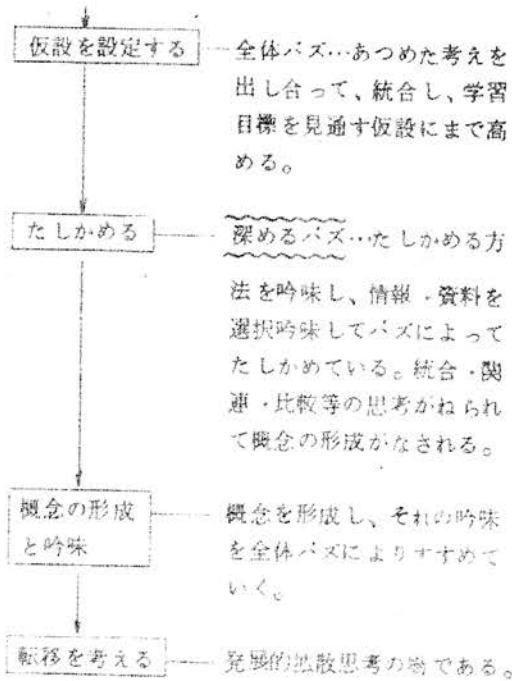 仮設を設定する
全体バズ…あつめた考えを
出し合って、統合し、学習
目標を見通す仮設にまで高
める。
たしかめる
深めるバズ…たしかめる方
法を吟味し、情報・資料を
選択吟味してバズによって
たしかめている。統合・関
連・比較等の思考がねられ
て概念の形成がなされる。
概念の形成
と吟味
概念を形成し、それの吟味
を全体バズによりすすめて
いく。
転移を考える
発展的拡散思考の場である。